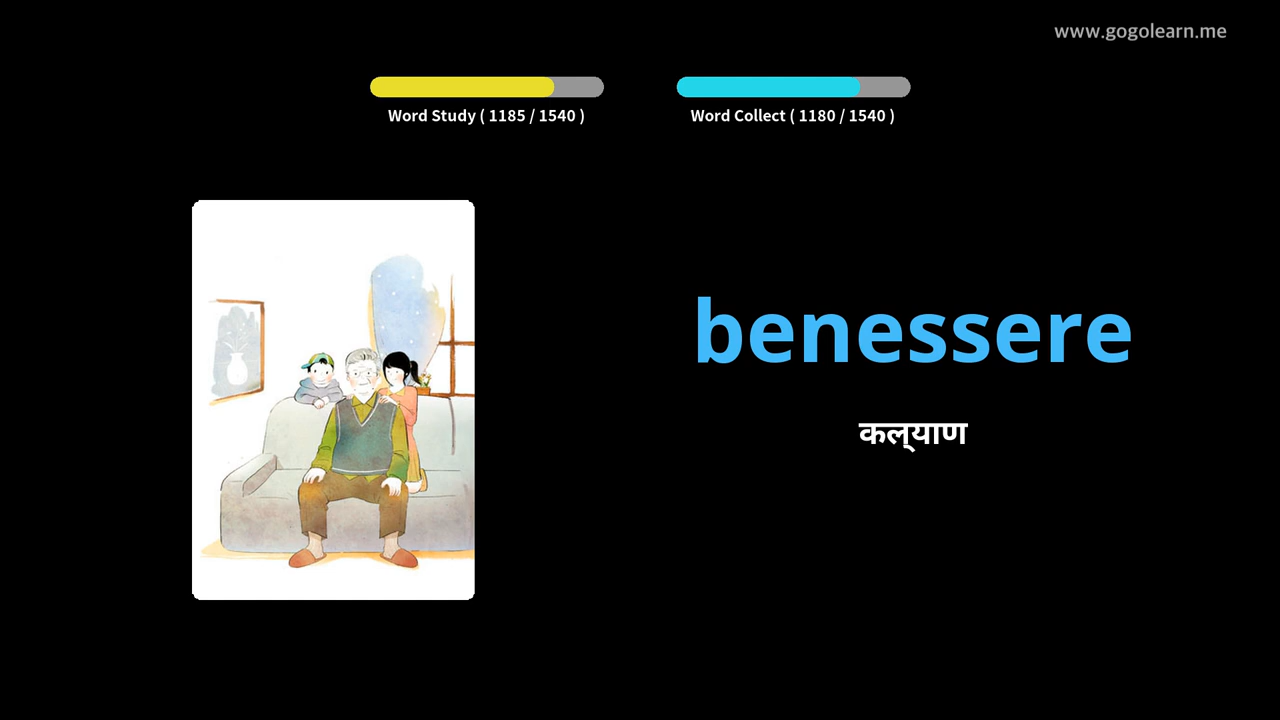 www.gogolearn.me
Word Study ( 1185 / 1540 )
Word Collect ( 1180 / 1540 )
benessere
कल्याण